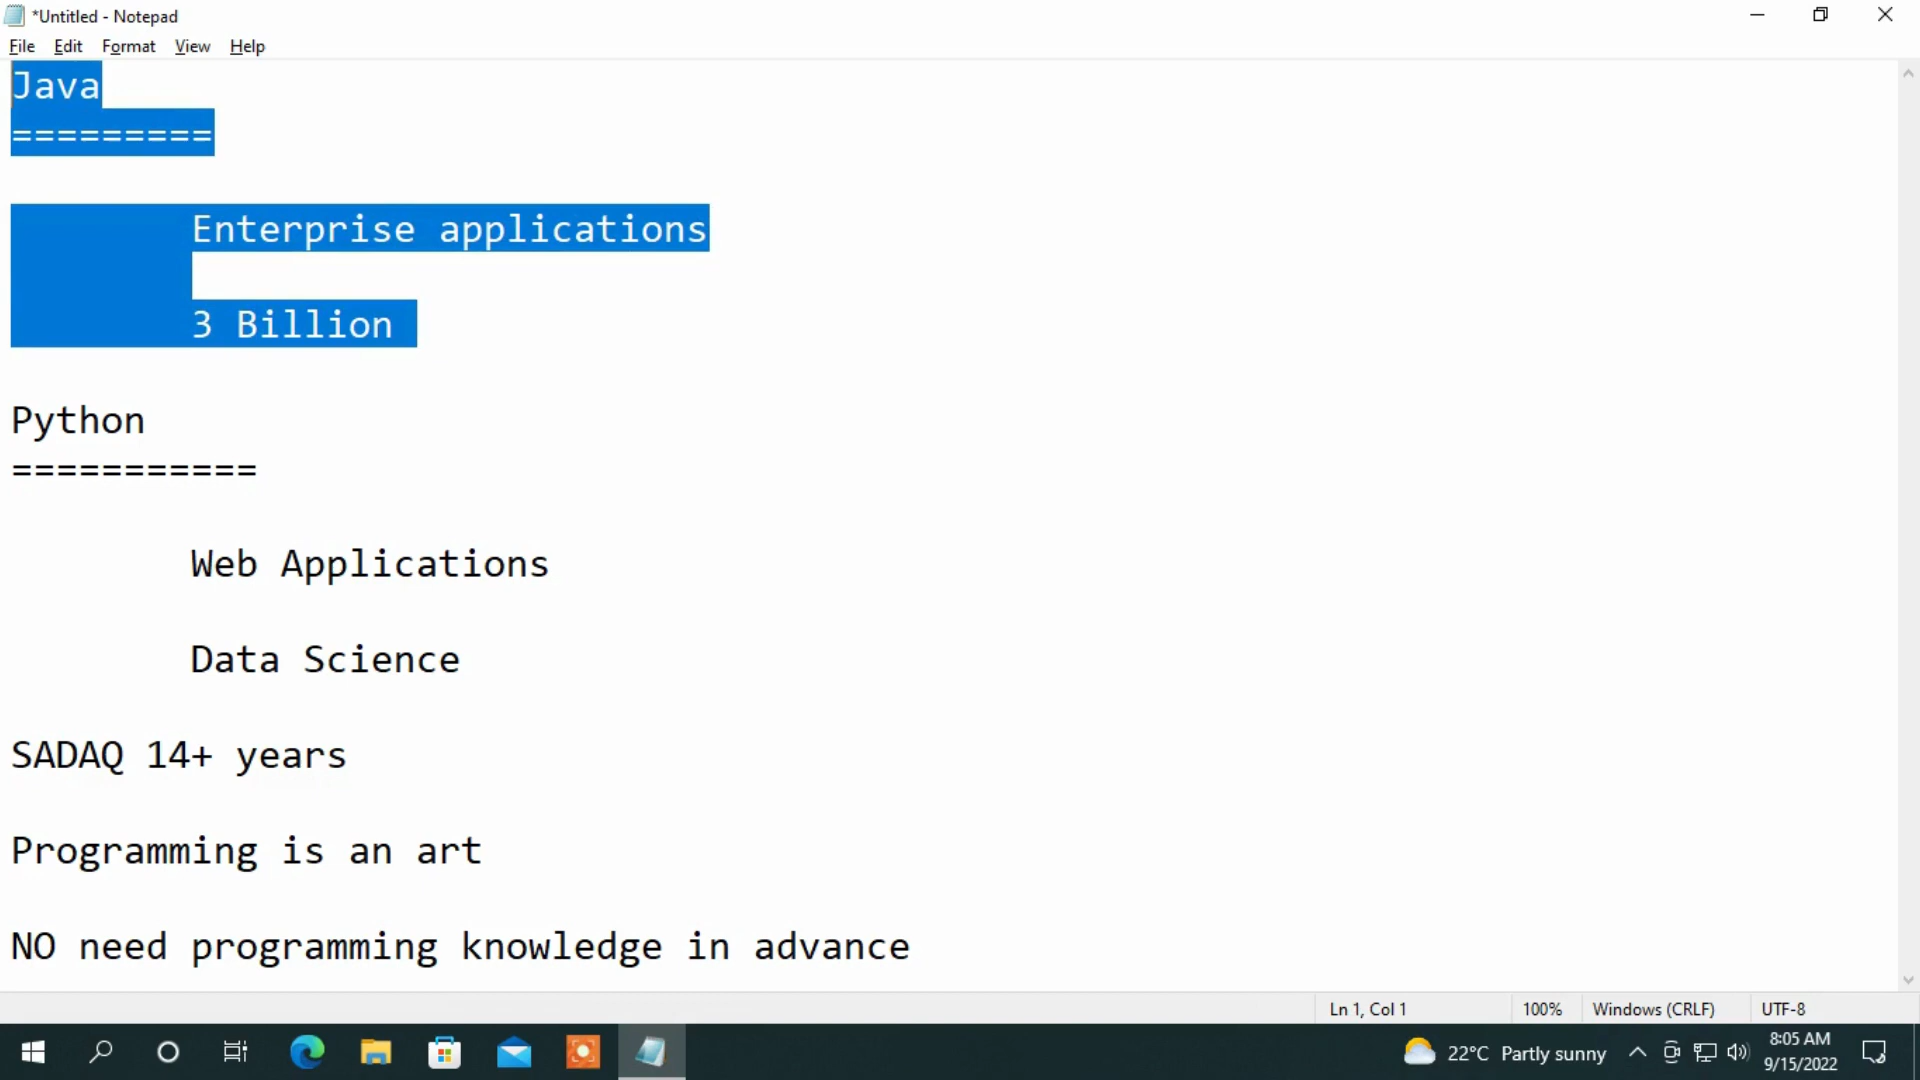 *Untitled - Notepad
File Edit Format View Help
Java
=========
Enterprise applications
3 Billion
Python
===========
Web Applications
Data Science
SADAQ 14+ years
Programming is an art
NO need programming knowledge in advance
Ln 1, Col 1 100% Windows (CRLF) UTF-8
22°C Partly sunny 8:05 AM
9/15/2022